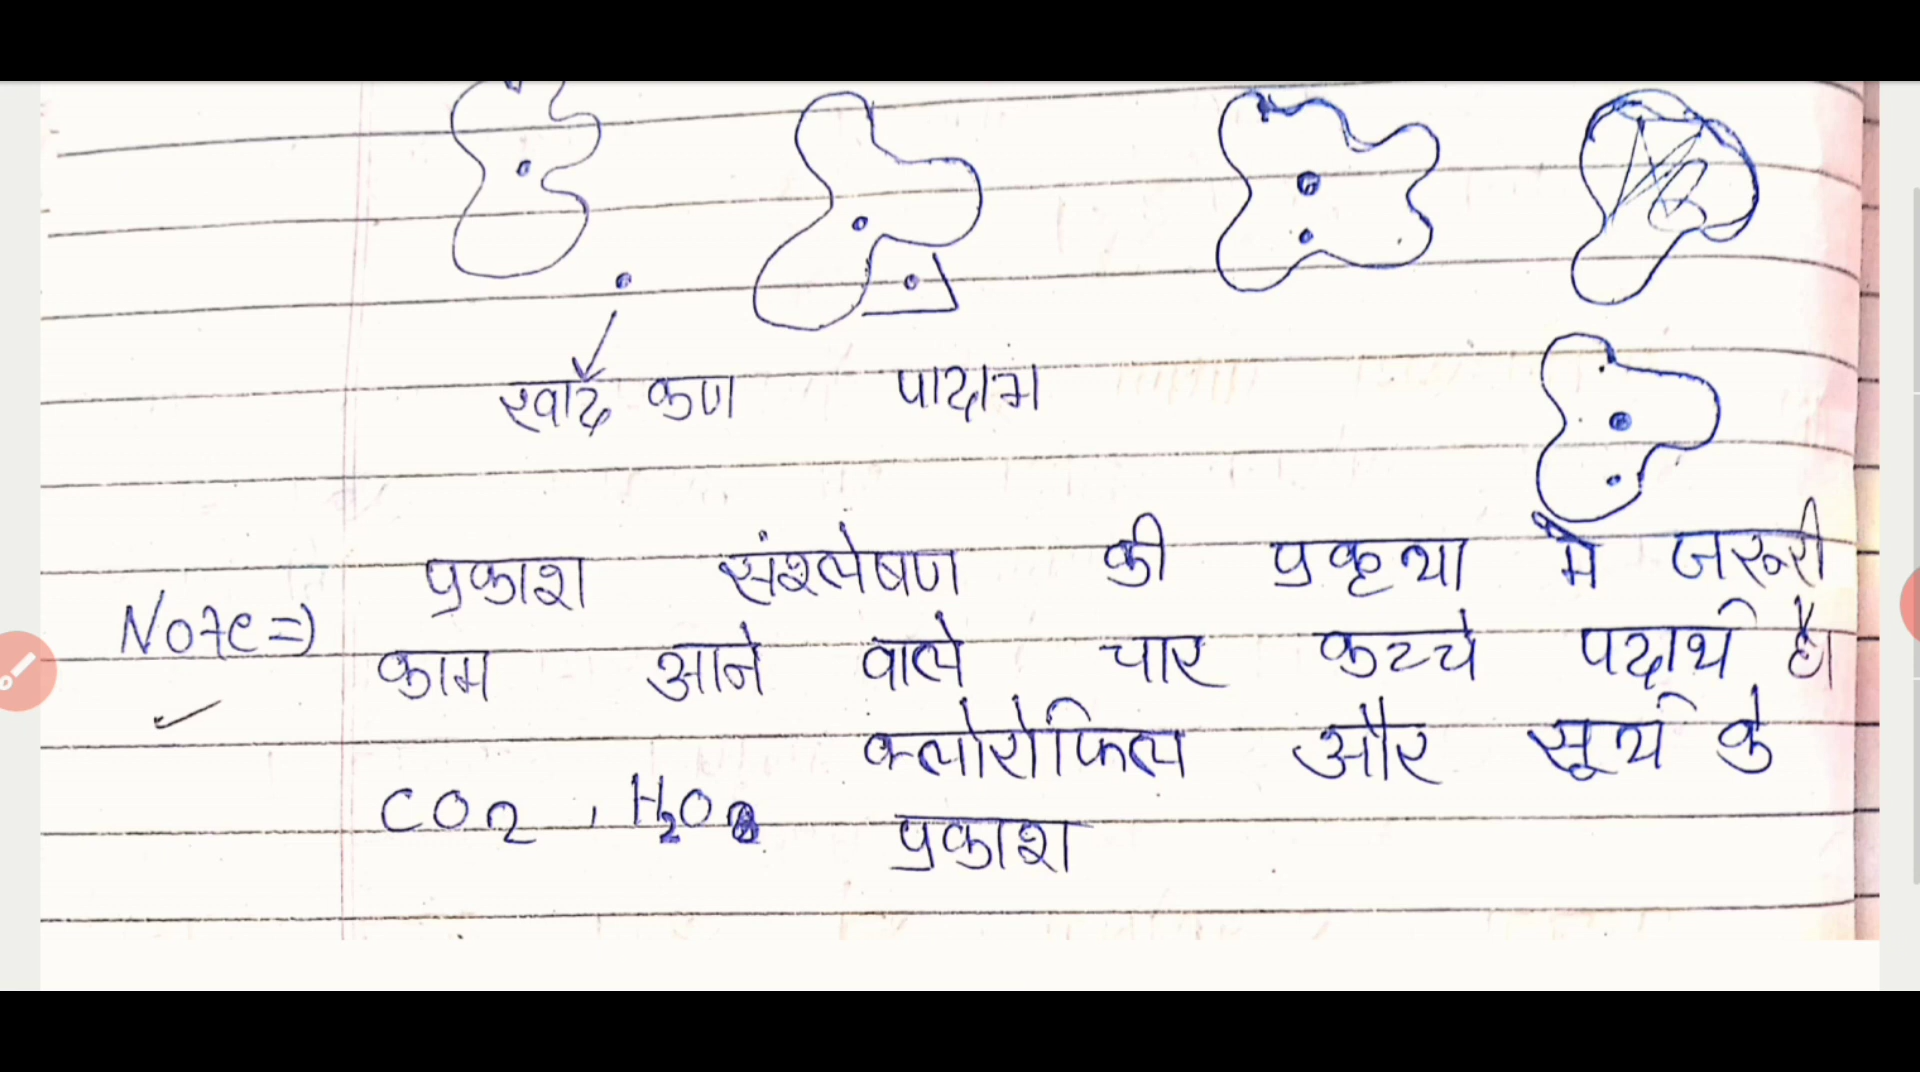 खाद कण पादाभ
प्रकाश संश्लेषण की प्रकृया मे जरूरी
Note=> काम आने वाले चार कच्चे पदार्थ है।
क्लोरोफिल और सूर्य के
CO2 , H2O प्रकाश